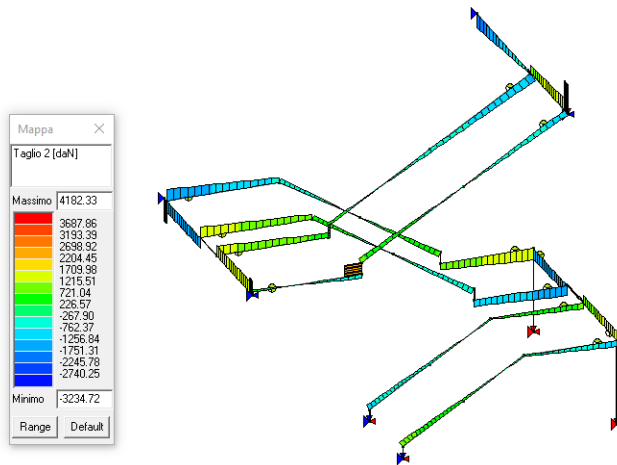 Mappa
Taglio 2 [daN]
Massimo 4182.33
3687.86
3193.39
2698.92
2204.45
1709.98
1215.51
721.04
226.57
-267.90
-762.37
-1256.84
-1751.31
-2245.78
-2740.25
Minimo -3234.72
Range Default